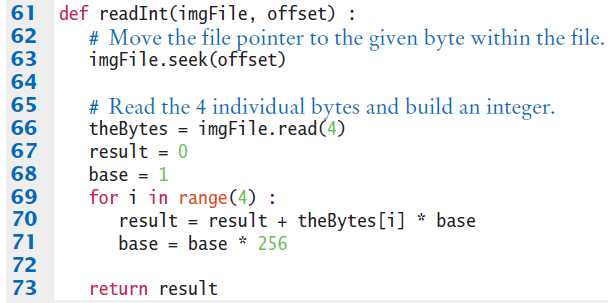 61 def readInt(imgFile, offset) :
62 # Move the file pointer to the given byte within the file.
63 imgFile.seek(offset)
64
65 # Read the 4 individual bytes and build an integer.
66 theBytes = imgFile.read(4)
67 result = 0
68 base = 1
69 for i in range(4) :
70 result = result + theBytes[i] * base
71 base = base * 256
72
73 return result